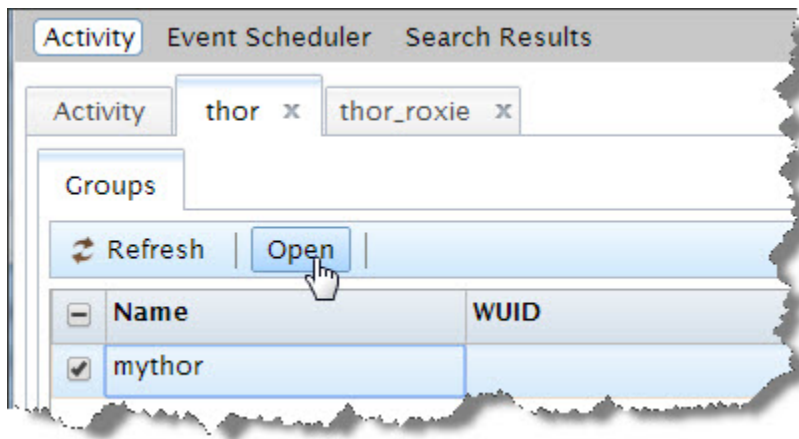 Activity Event Scheduler Search Results
Activity thor x thor_roxie x
Groups
Refresh Open
Name WUID
mythor